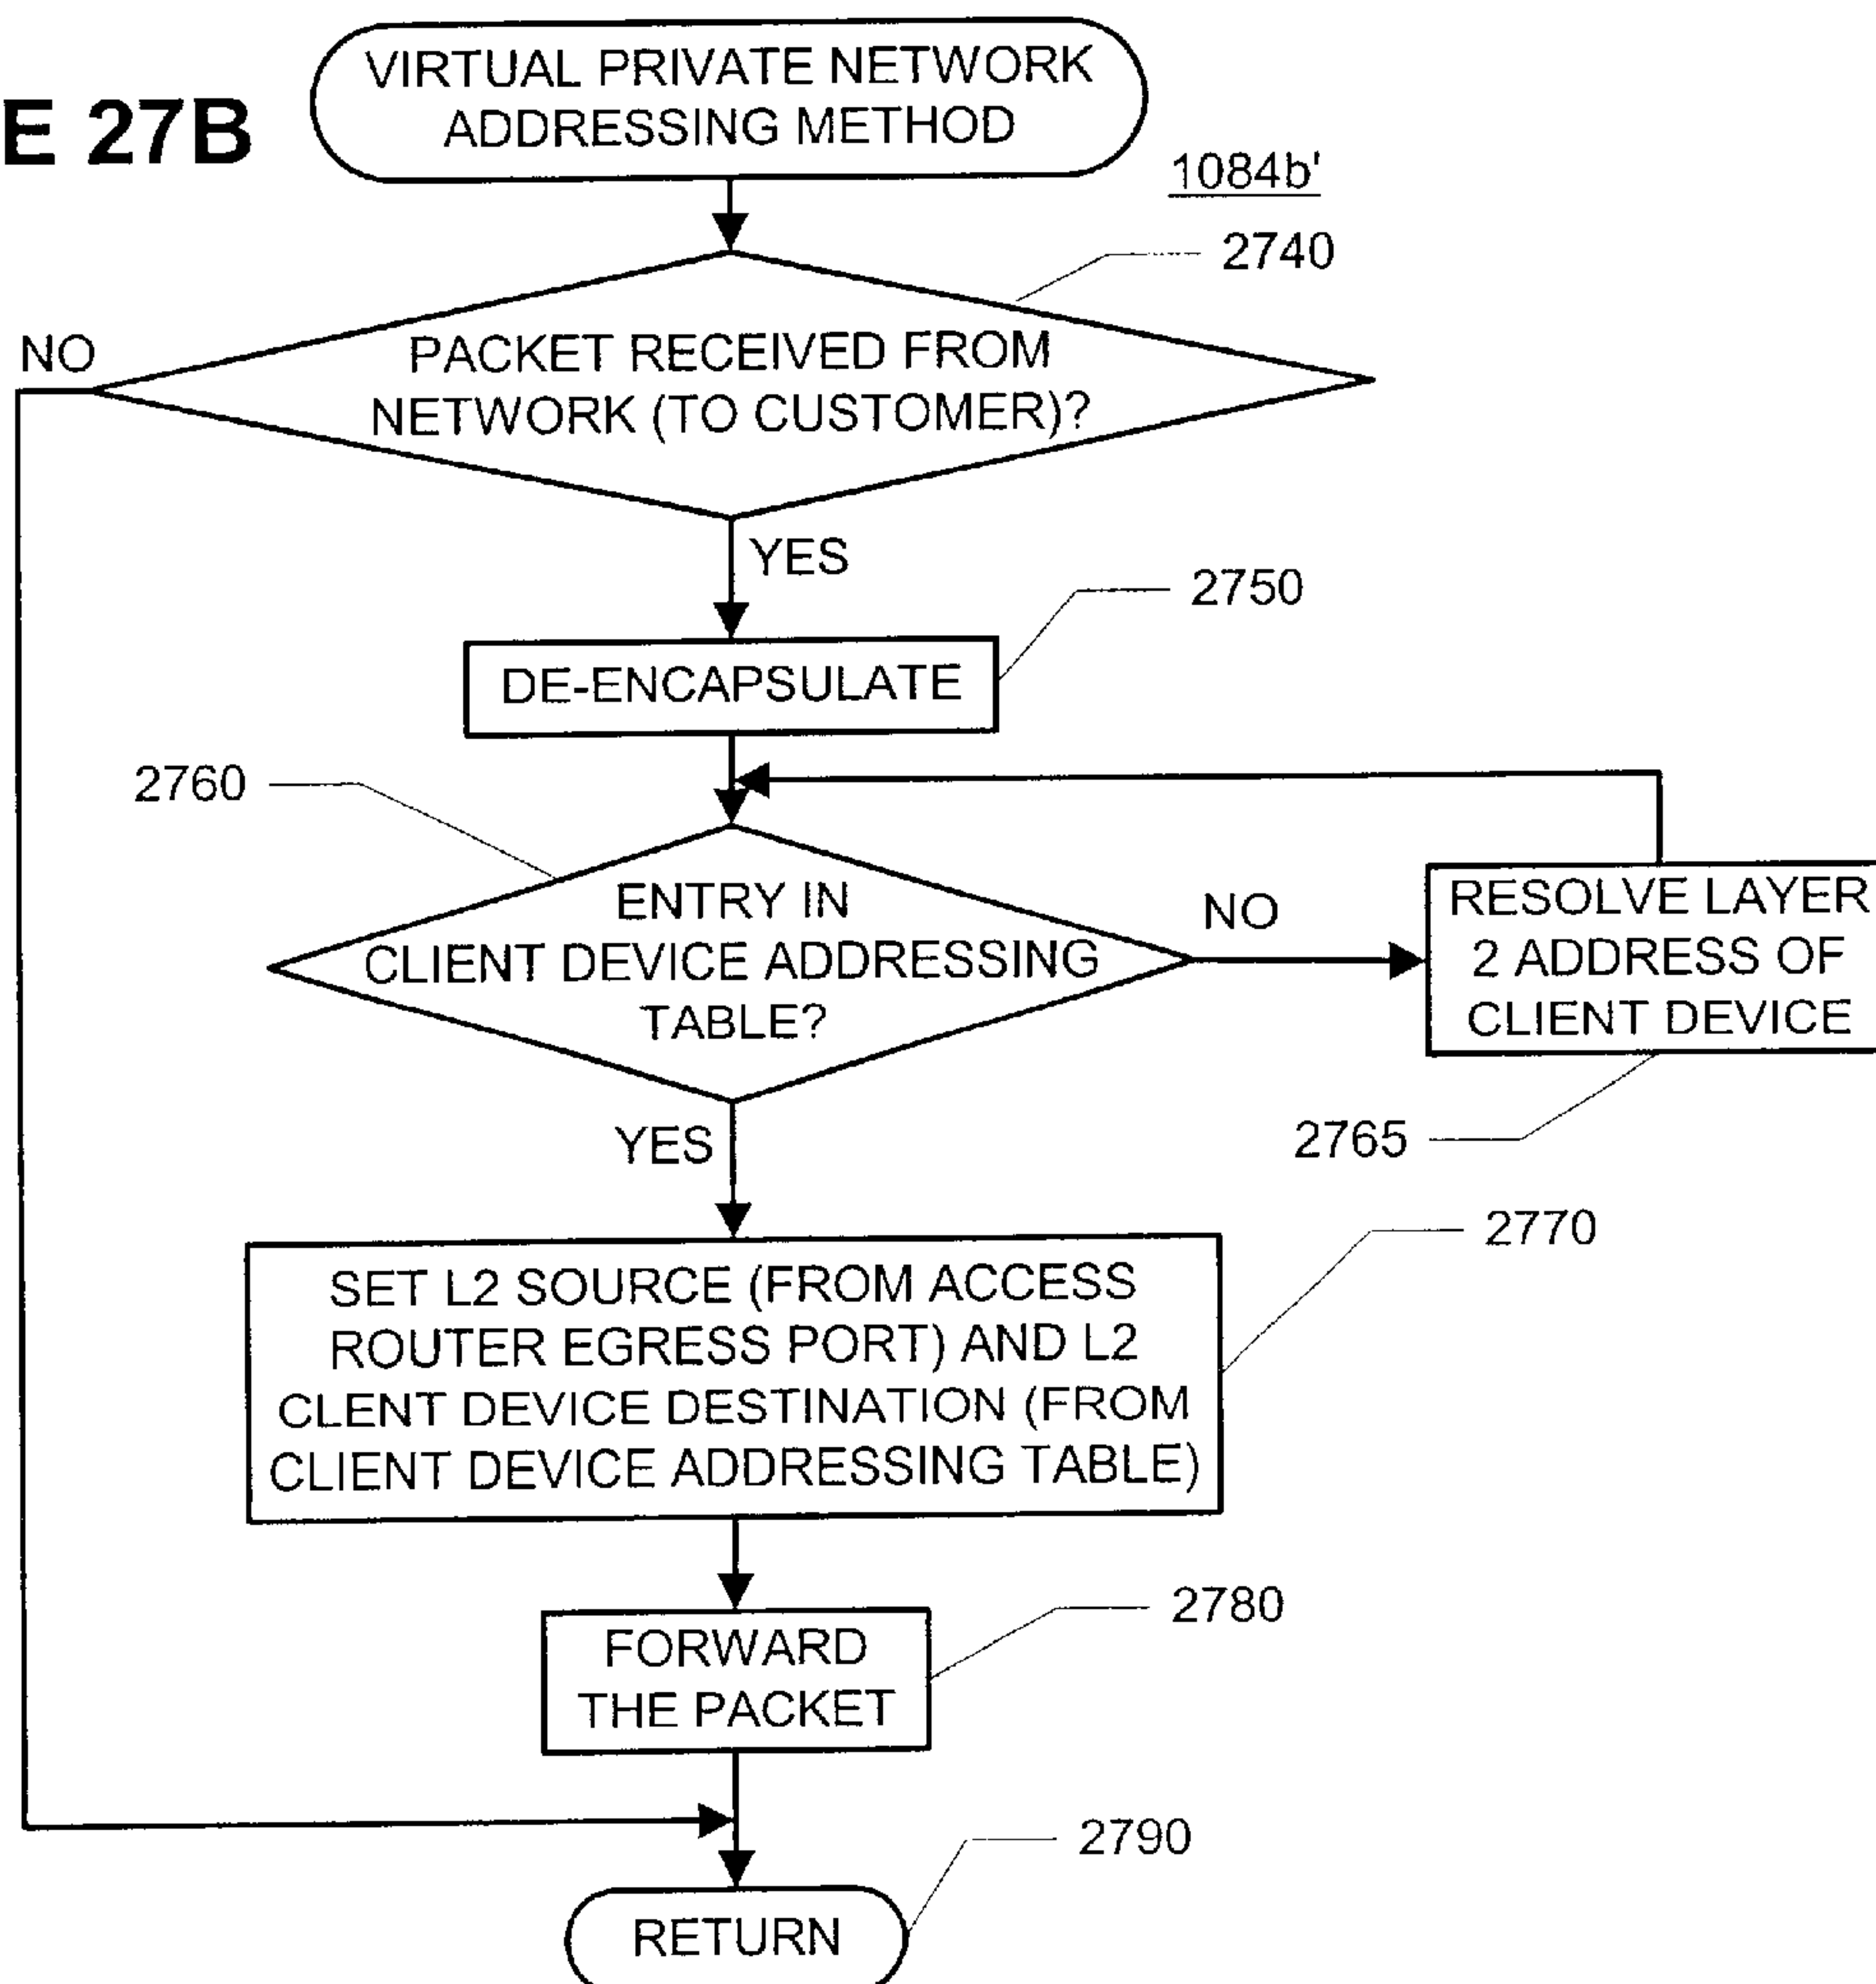 E 27B
VIRTUAL PRIVATE NETWORK
ADDRESSING METHOD
1084b'
2740
NO
PACKET RECEIVED FROM
NETWORK (TO CUSTOMER)?
YES
2750
DE-ENCAPSULATE
2760
ENTRY IN
CLIENT DEVICE ADDRESSING
TABLE?
NO
RESOLVE LAYER
2 ADDRESS OF
CLIENT DEVICE
2765
YES
2770
SET L2 SOURCE (FROM ACCESS
ROUTER EGRESS PORT) AND L2
CLENT DEVICE DESTINATION (FROM
CLIENT DEVICE ADDRESSING TABLE)
2780
FORWARD
THE PACKET
2790
RETURN